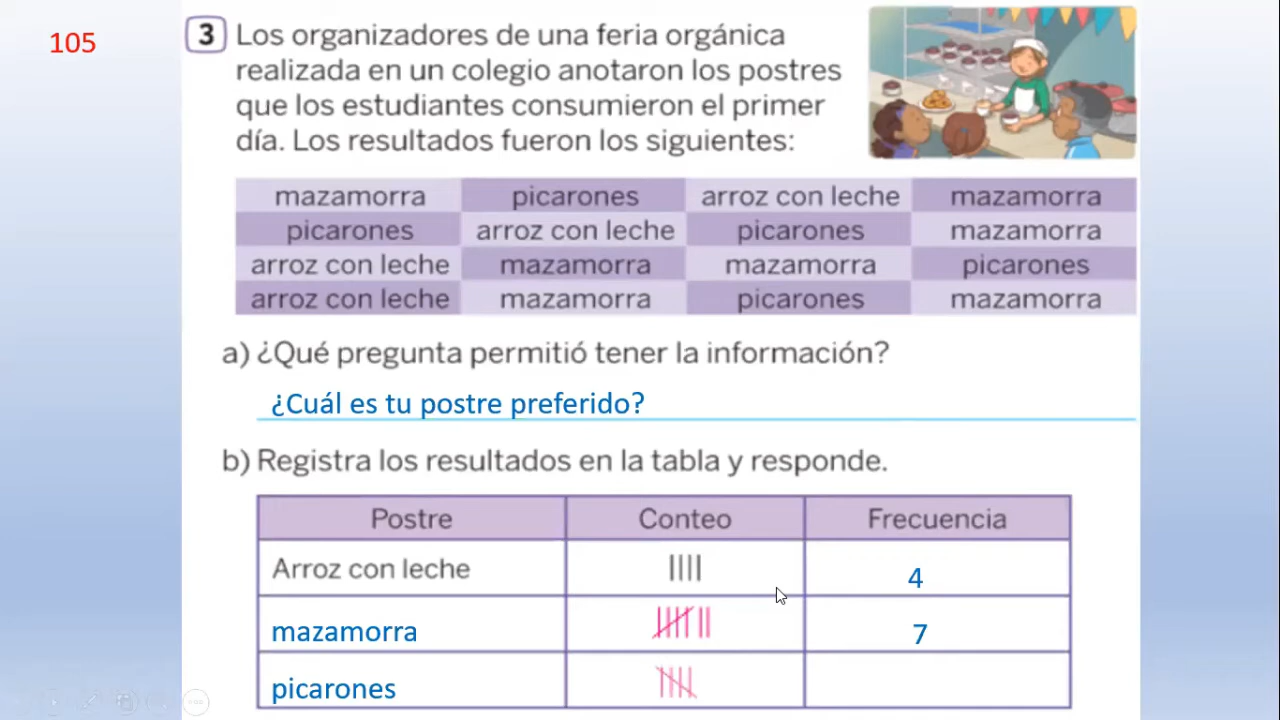 105
3 Los organizadores de una feria orgánica
realizada en un colegio anotaron los postres
que los estudiantes consumieron el primer
día. Los resultados fueron los siguientes:
mazamorra picarones arroz con leche mazamorra
picarones arroz con leche picarones mazamorra
arroz con leche mazamorra mazamorra picarones
arroz con leche mazamorra picarones mazamorra
a) ¿Qué pregunta permitió tener la información?
¿Cuál es tu postre preferido?
b) Registra los resultados en la tabla y responde.
Postre Conteo Frecuencia
Arroz con leche 4
mazamorra 7
picarones